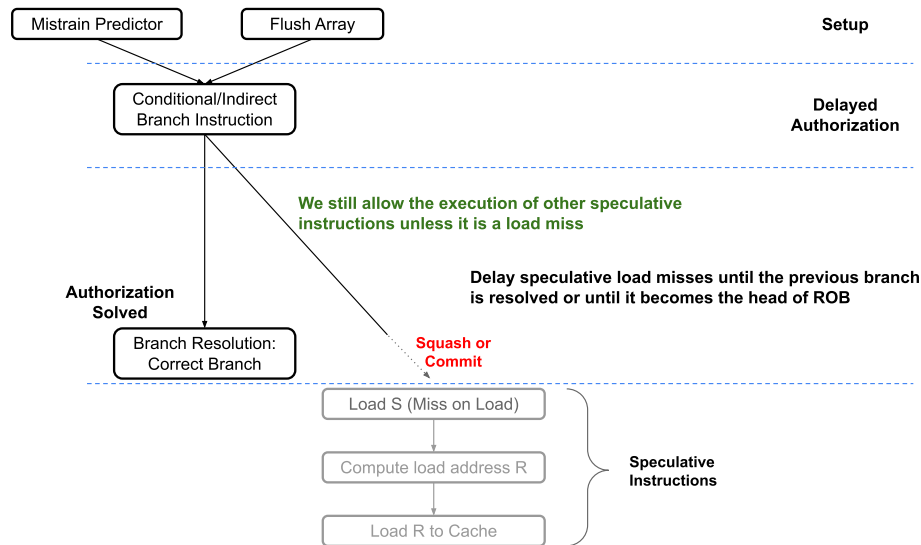 Mistrain Predictor
Flush Array
Setup
Conditional/Indirect
Branch Instruction
Delayed
Authorization
We still allow the execution of other speculative
instructions unless it is a load miss
Delay speculative load misses until the previous branch
is resolved or until it becomes the head of ROB
Authorization
Solved
Branch Resolution:
Correct Branch
Squash or
Commit
Load S (Miss on Load)
Compute load address R
Load R to Cache
Speculative
Instructions